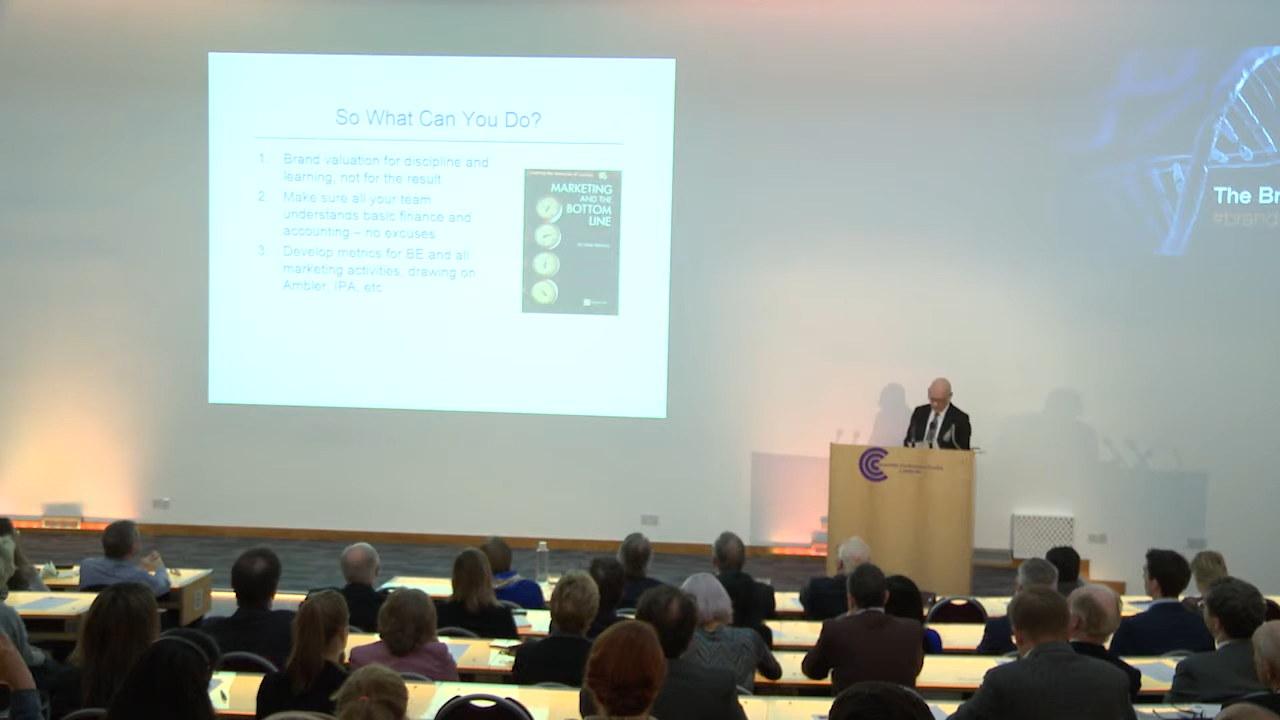 So What Can You Do?
1. Brand valuation for discipline and
learning, not for the result
2. Make sure all your team
understands basic finance and
accounting – no excuses
3. Develop metrics for BE and all
marketing activities, drawing on
Ambler, IPA, etc
MARKETING
AND THE
BOTTOM
LINE
The Br
#brand